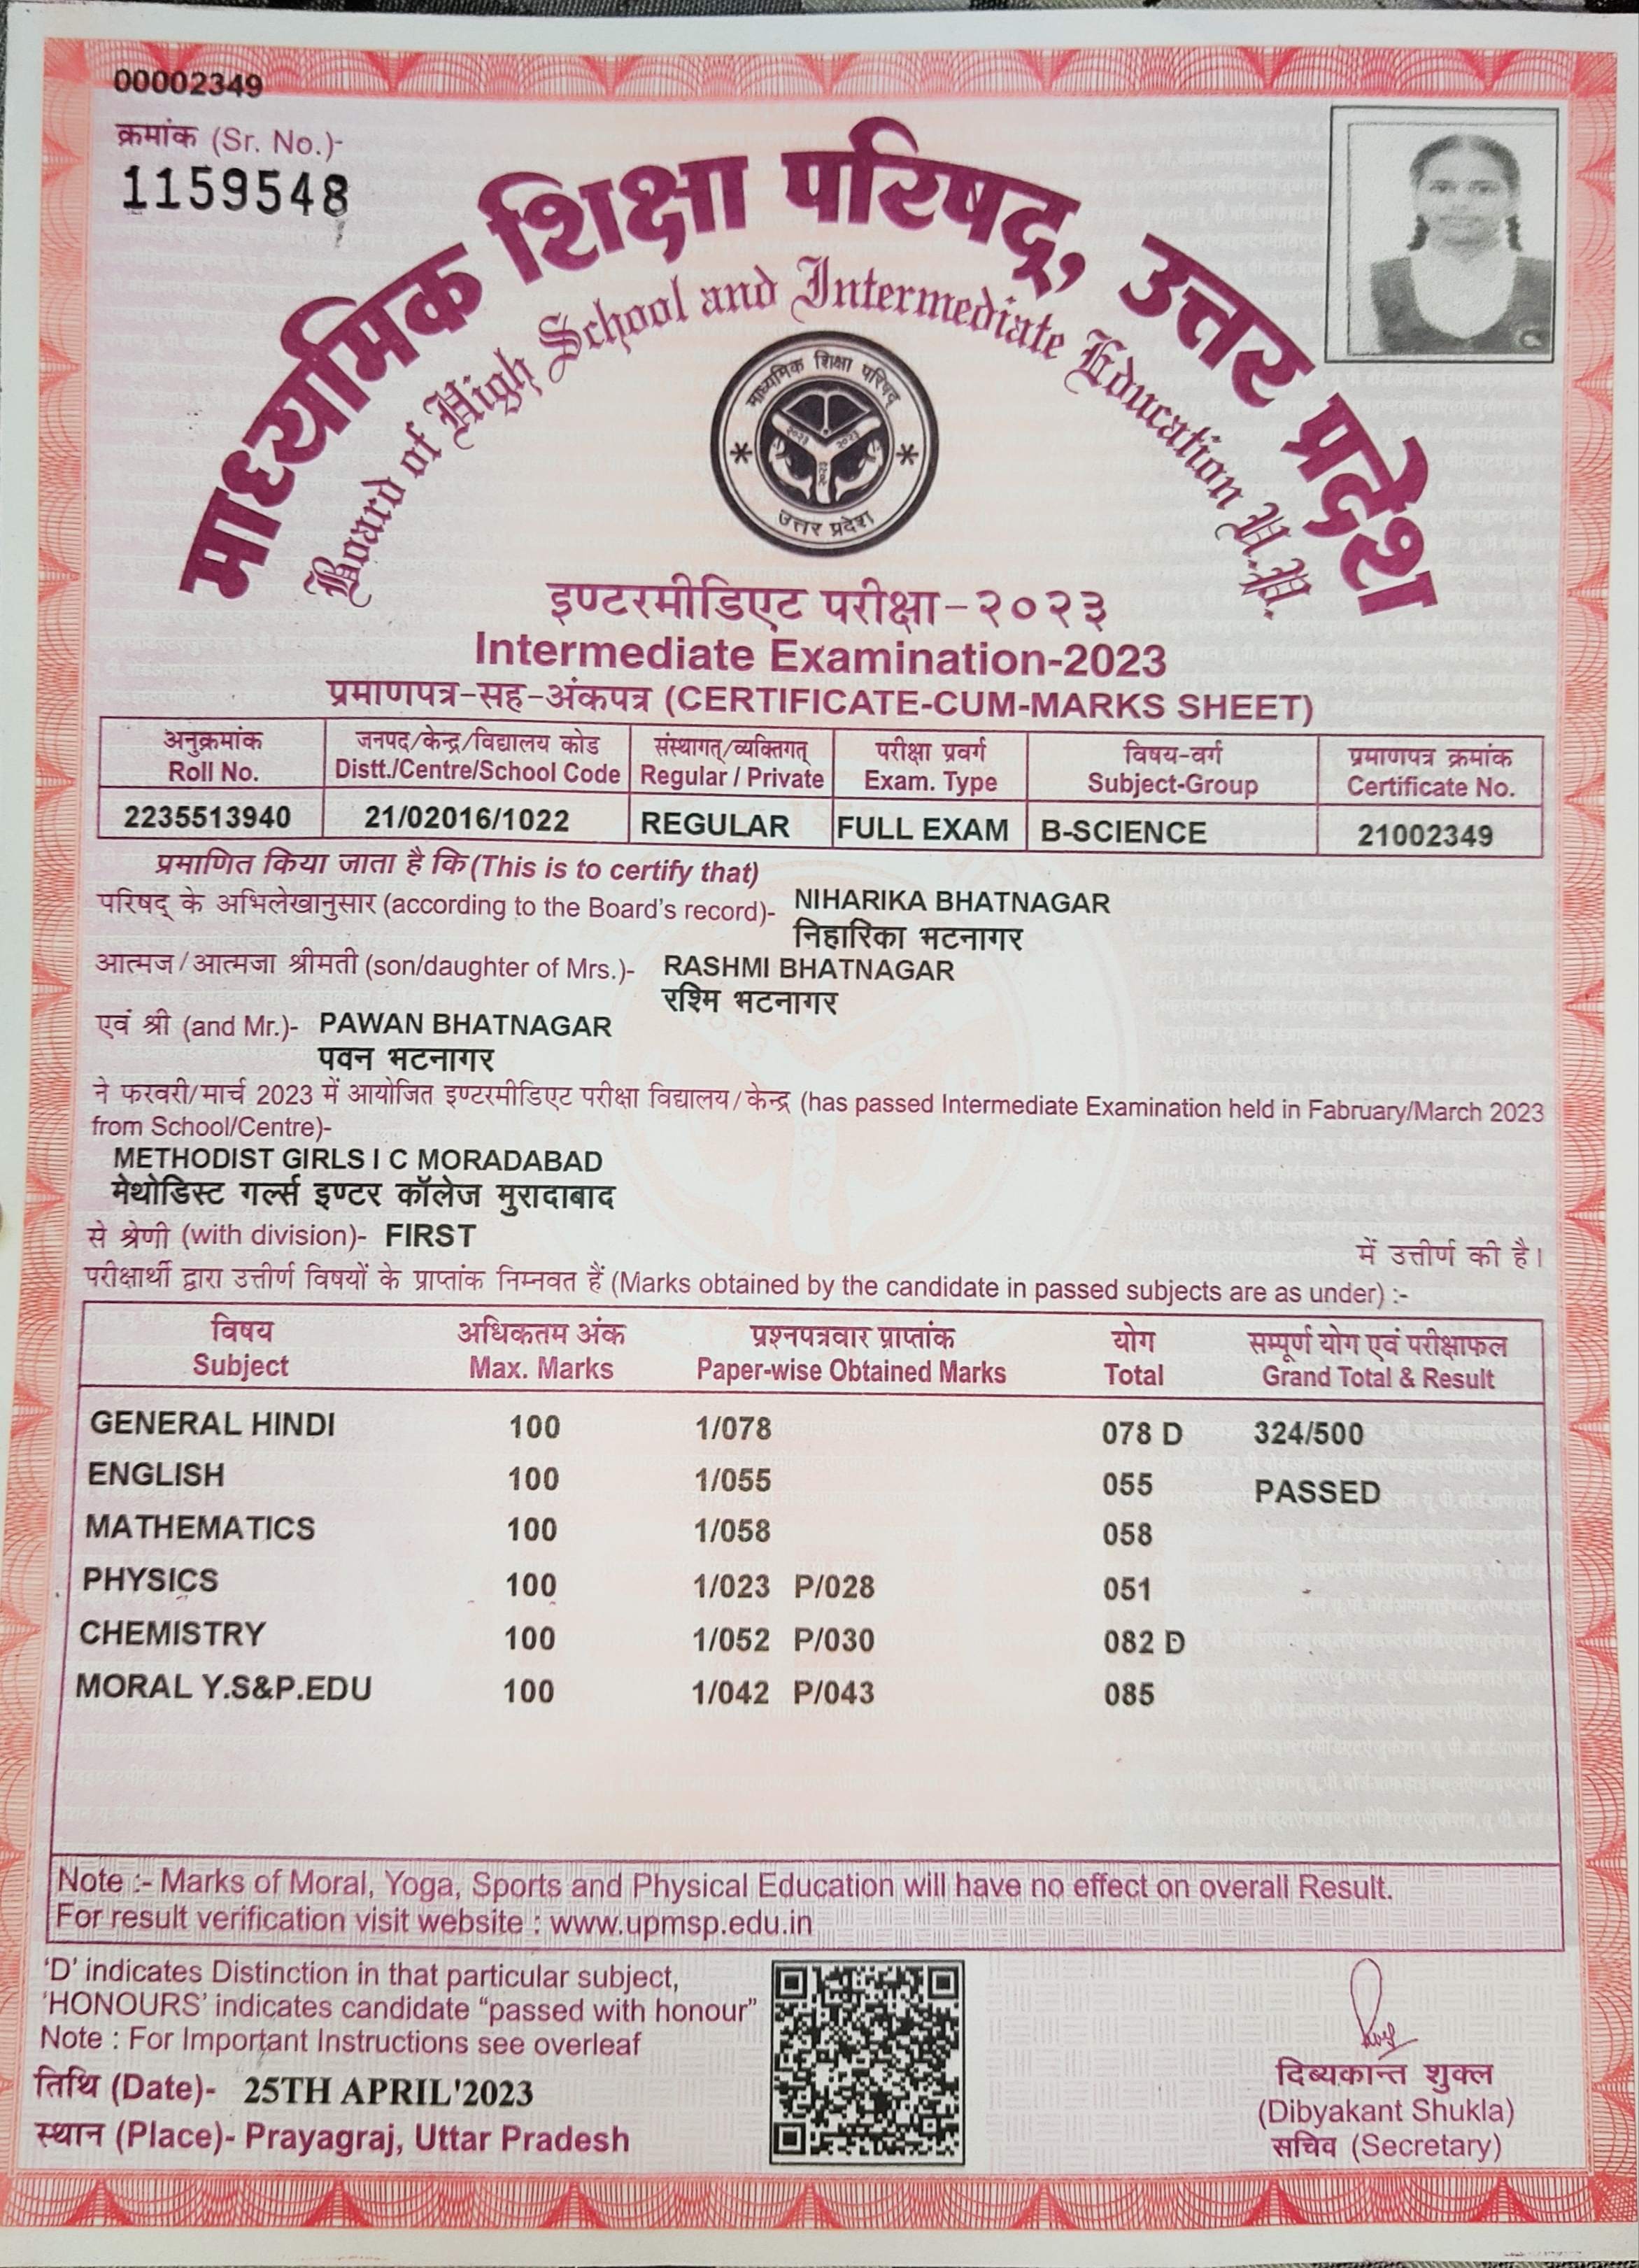 00002349
क्रमांक (Sr. No.)-
1159548
माध्यमिक शिक्षा परिषद्, उत्तर प्रदेश
Board of High School and Intermediate Education U.P.
माध्यमिक शिक्षा परिषद्
२०२३ २०२३
२०२३
उत्तर प्रदेश
इण्टरमीडिएट परीक्षा-२०२३
Intermediate Examination-2023
प्रमाणपत्र-सह-अंकपत्र (CERTIFICATE-CUM-MARKS SHEET)
अनुक्रमांक जनपद/केन्द्र/विद्यालय कोड संस्थागत्/व्यक्तिगत् परीक्षा प्रवर्ग विषय-वर्ग प्रमाणपत्र क्रमांक
Roll No. Distt./Centre/School Code Regular / Private Exam. Type Subject-Group Certificate No.
2235513940 21/02016/1022 REGULAR FULL EXAM B-SCIENCE 21002349
प्रमाणित किया जाता है कि (This is to certify that)
परिषद् के अभिलेखानुसार (according to the Board's record)- NIHARIKA BHATNAGAR
निहारिका भटनागर
आत्मज/आत्मजा श्रीमती (son/daughter of Mrs.)- RASHMI BHATNAGAR
रश्मि भटनागर
एवं श्री (and Mr.)- PAWAN BHATNAGAR
पवन भटनागर
ने फरवरी/मार्च 2023 में आयोजित इण्टरमीडिएट परीक्षा विद्यालय/केन्द्र (has passed Intermediate Examination held in Fabruary/March 2023
from School/Centre)-
METHODIST GIRLS I C MORADABAD
मेथोडिस्ट गर्ल्स इण्टर कॉलेज मुरादाबाद
से श्रेणी (with division)- FIRST में उत्तीर्ण की है।
परीक्षार्थी द्वारा उत्तीर्ण विषयों के प्राप्तांक निम्नवत हैं (Marks obtained by the candidate in passed subjects are as under) :-
विषय अधिकतम अंक प्रश्नपत्रवार प्राप्तांक योग सम्पूर्ण योग एवं परीक्षाफल
Subject Max. Marks Paper-wise Obtained Marks Total Grand Total & Result
GENERAL HINDI 100 1/078 078 D 324/500
ENGLISH 100 1/055 055 PASSED
MATHEMATICS 100 1/058 058
PHYSICS 100 1/023 P/028 051
CHEMISTRY 100 1/052 P/030 082 D
MORAL Y.S&P.EDU 100 1/042 P/043 085
Note :- Marks of Moral, Yoga, Sports and Physical Education will have no effect on overall Result.
For result verification visit website : www.upmsp.edu.in
'D' indicates Distinction in that particular subject,
'HONOURS' indicates candidate "passed with honour"
Note : For Important Instructions see overleaf
तिथि (Date)- 25TH APRIL'2023
स्थान (Place)- Prayagraj, Uttar Pradesh
दिब्यकान्त शुक्ल
(Dibyakant Shukla)
सचिव (Secretary)